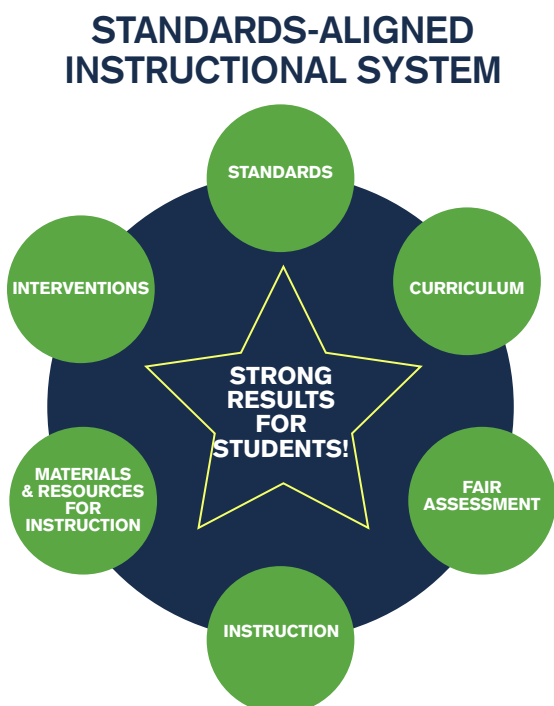 STANDARDS-ALIGNED
INSTRUCTIONAL SYSTEM
STANDARDS
CURRICULUM
FAIR
ASSESSMENT
INSTRUCTION
MATERIALS
& RESOURCES
FOR
INSTRUCTION
INTERVENTIONS
STRONG
RESULTS
FOR
STUDENTS!